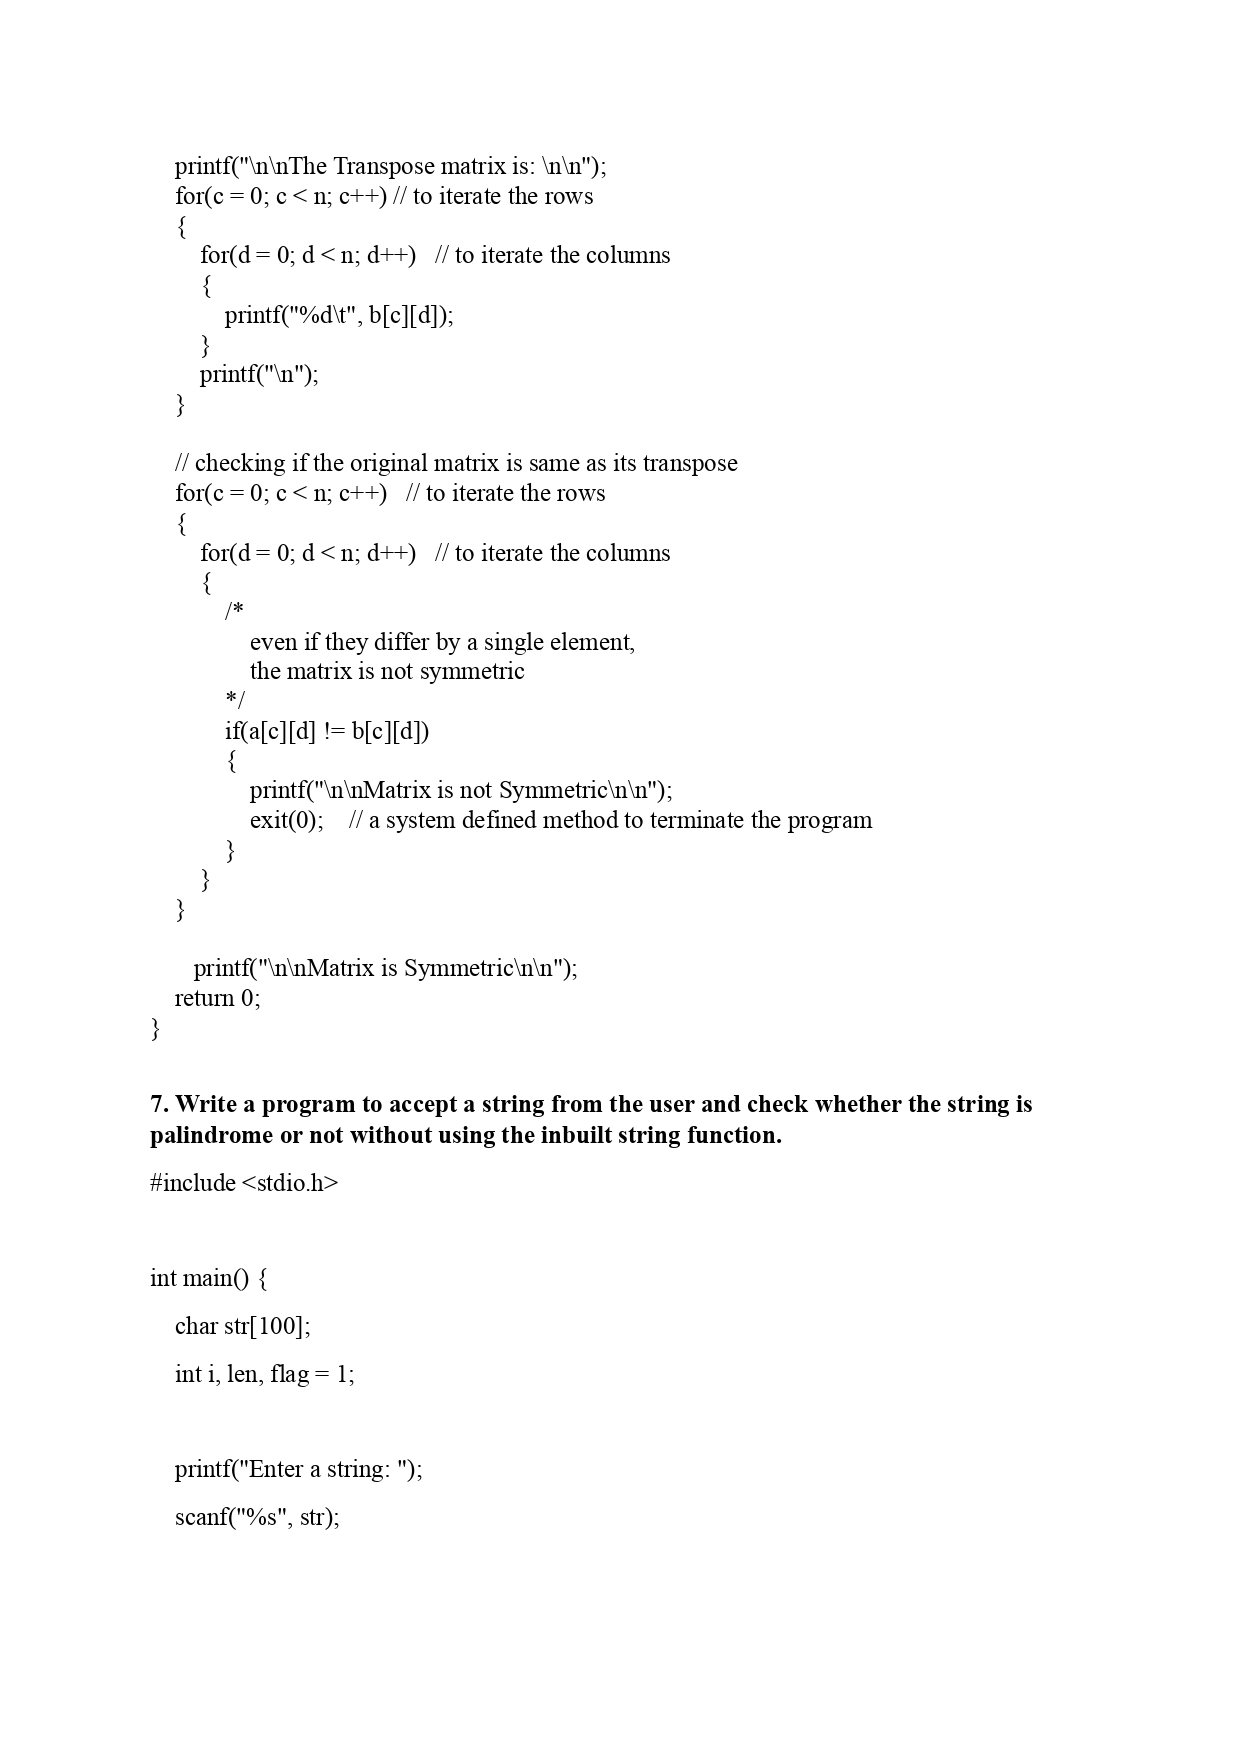 printf("\n\nThe Transpose matrix is: \n\n");
for(c = 0; c < n; c++) // to iterate the rows
{
for(d = 0; d < n; d++)   // to iterate the columns
{
printf("%d\t", b[c][d]);
}
printf("\n");
}
// checking if the original matrix is same as its transpose
for(c = 0; c < n; c++)   // to iterate the rows
{
for(d = 0; d < n; d++)   // to iterate the columns
{
/*
even if they differ by a single element,
the matrix is not symmetric
*/
if(a[c][d] != b[c][d])
{
printf("\n\nMatrix is not Symmetric\n\n");
exit(0);    // a system defined method to terminate the program
}
}
}
printf("\n\nMatrix is Symmetric\n\n");
return 0;
}
7. Write a program to accept a string from the user and check whether the string is
palindrome or not without using the inbuilt string function.
#include <stdio.h>
int main() {
char str[100];
int i, len, flag = 1;
printf("Enter a string: ");
scanf("%s", str);